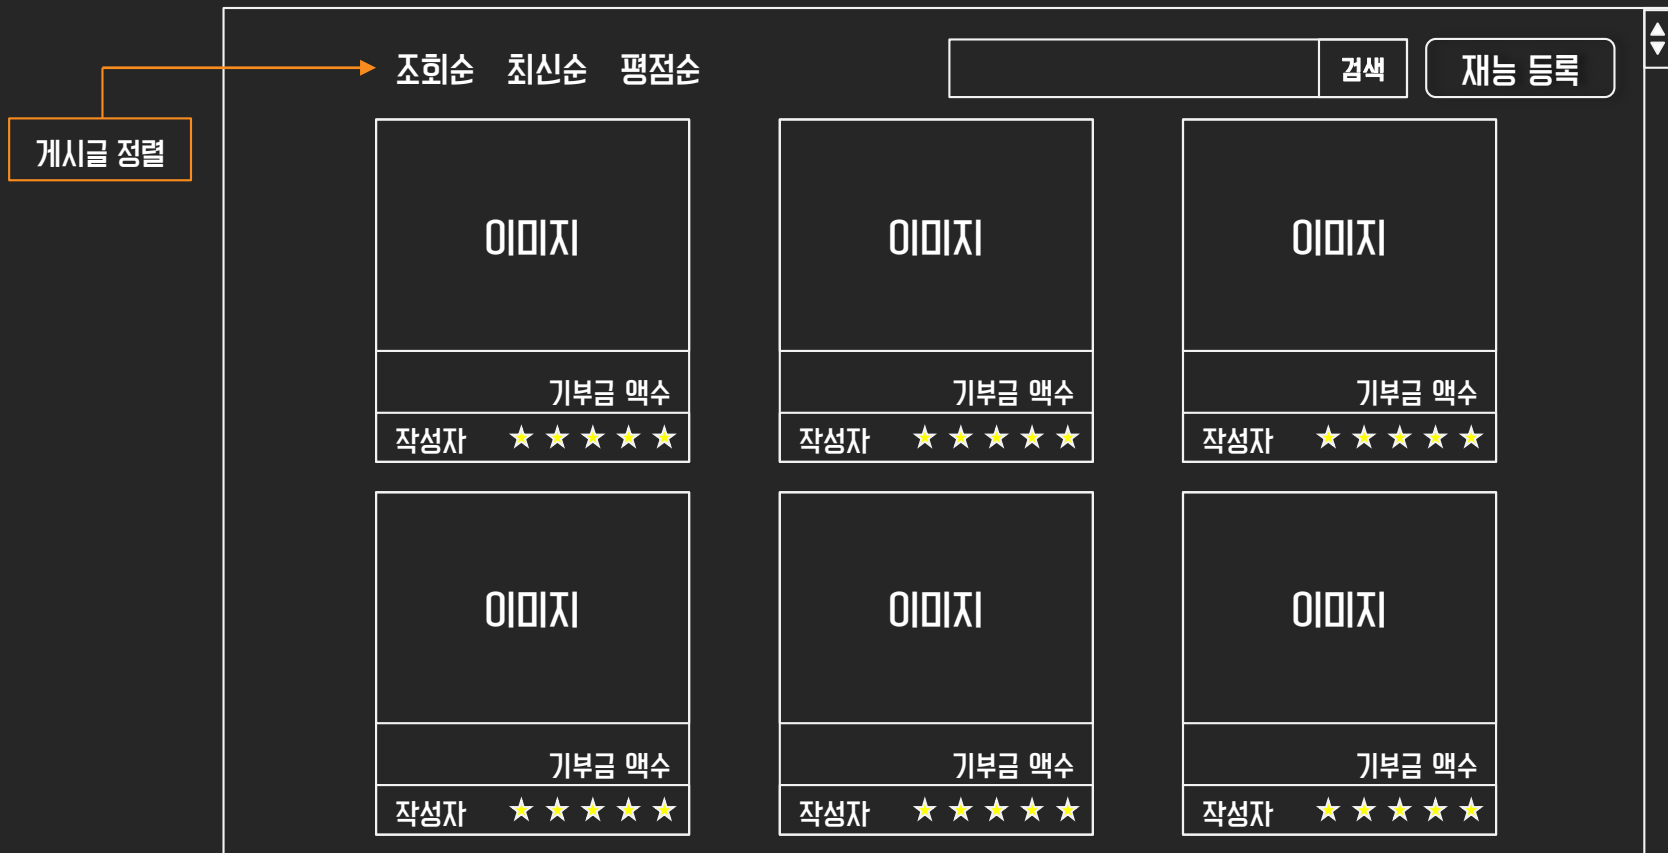 조회순 최신순 평점순
검색
재능 등록
게시글 정렬
이미지
이미지
이미지
기부금 액수
기부금 액수
기부금 액수
작성자
작성자
작성자
이미지
이미지
이미지
기부금 액수
기부금 액수
기부금 액수
작성자
작성자
작성자